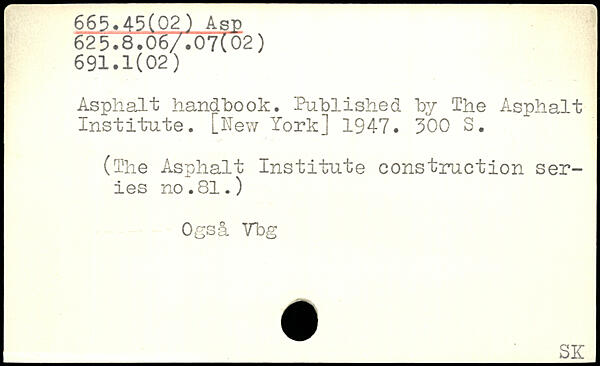 665.45(02) Asp
625.8.06/.07(02)
691.1(02)
Asphalt handbook. Published by The Asphalt
Institute. [New York] 1947. 300 S.
(The Asphalt Institute construction ser-
ies no.81.)
Også Vbg
SK